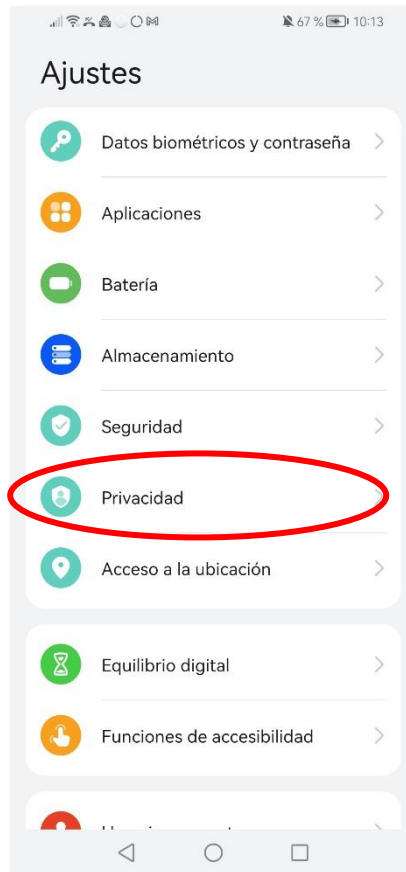 67 % 10:13
Ajustes
Datos biométricos y contraseña
Aplicaciones
Batería
Almacenamiento
Seguridad
Privacidad
Acceso a la ubicación
Equilibrio digital
Funciones de accesibilidad